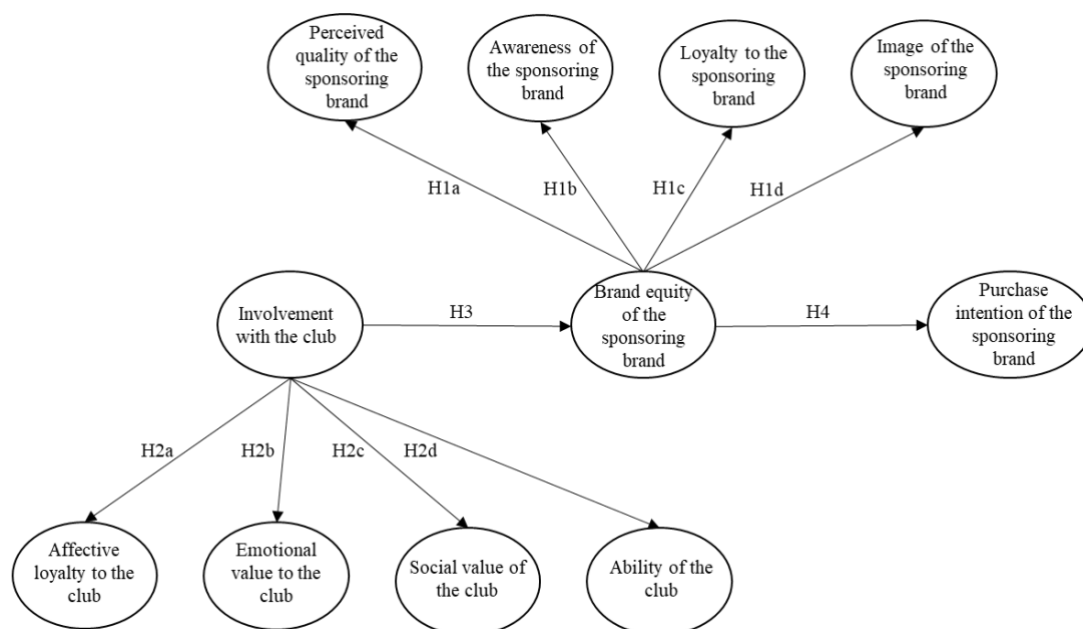 Perceived
quality of the
sponsoring
brand
Awareness of
the sponsoring
brand
Loyalty to the
sponsoring
brand
Image of the
sponsoring
brand
H1a
H1b
H1c
H1d
Involvement
with the club
H3
Brand equity
of the
sponsoring
brand
H4
Purchase
intention of the
sponsoring
brand
H2a
H2b
H2c
H2d
Affective
loyalty to the
club
Emotional
value to the
club
Social value of
the club
Ability of the
club